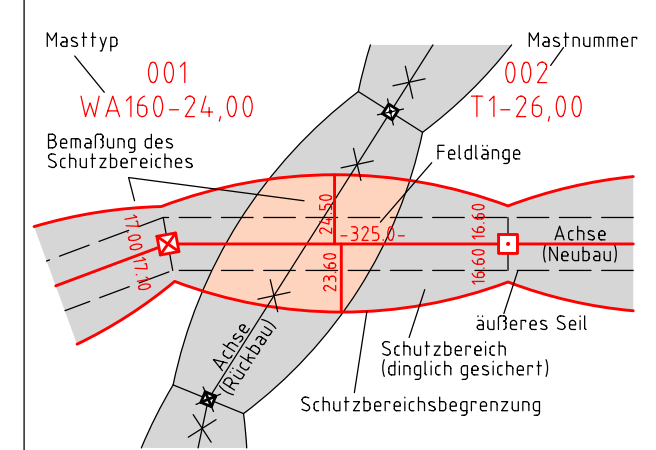 Masttyp
Mastnummer
001
WA160-24,00
002
T1-26,00
Bemaßung des
Schutzbereiches
Feldlänge
24.50
-325.0-
23.60
17.00
17.10
16.60
16.60
Achse
(Neubau)
Achse
(Rückbau)
äußeres Seil
Schutzbereich
(dinglich gesichert)
Schutzbereichsbegrenzung